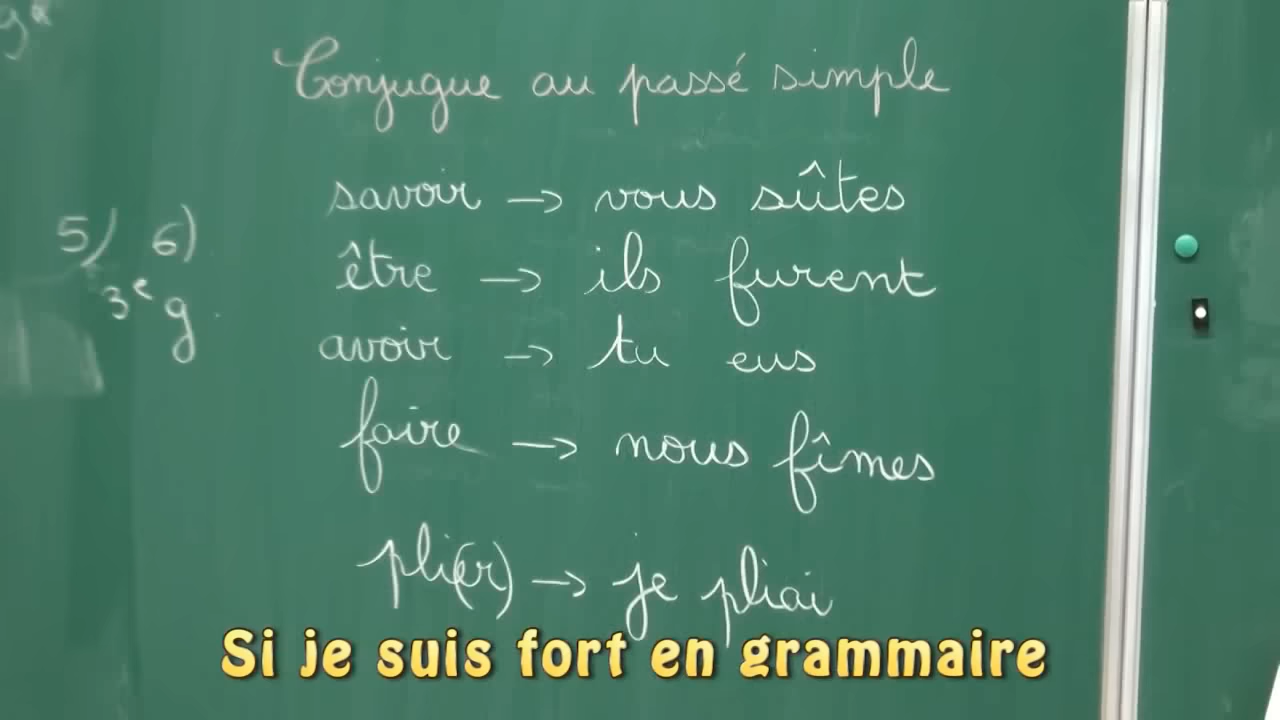 Conjugue au passé simple
savoir → vous sûtes
être → ils furent
avoir → tu eus
faire → nous fîmes
pli(er) → je pliai
5) 6)
3e g
Si je suis fort en grammaire